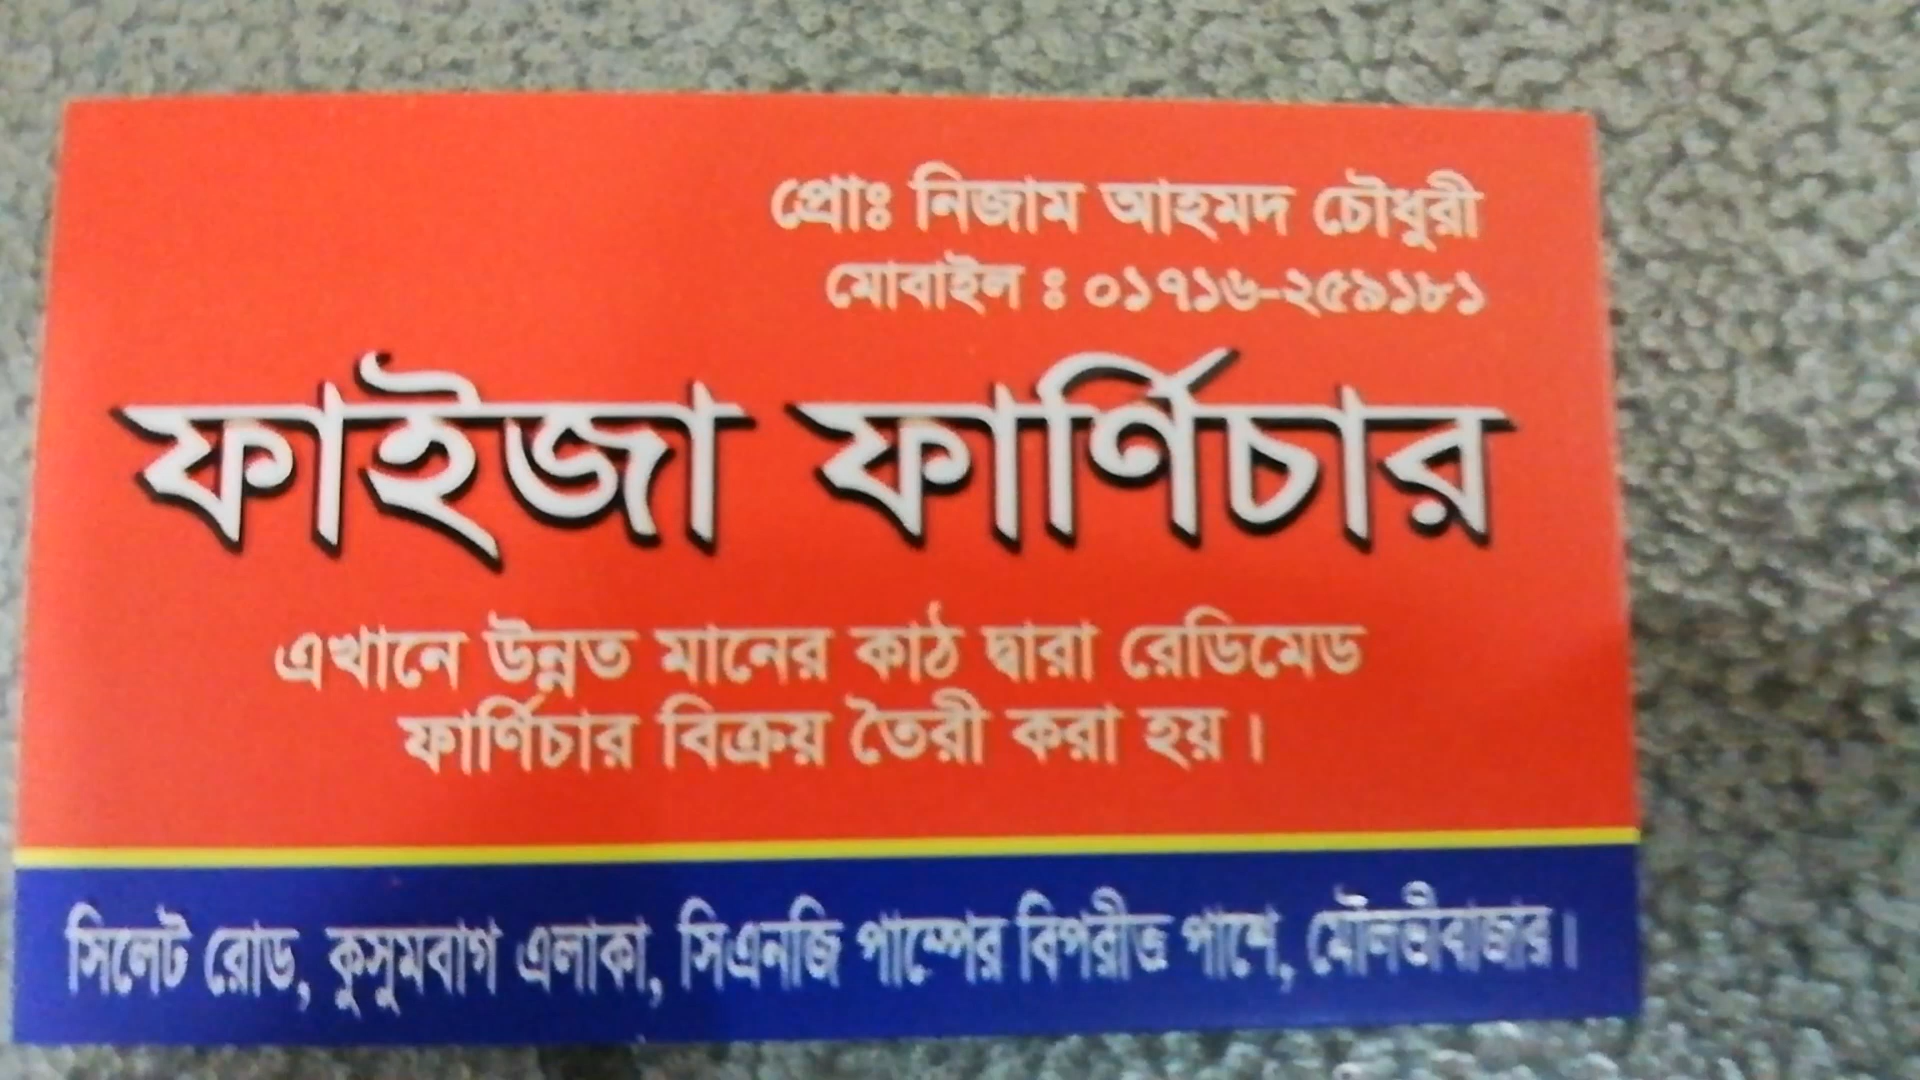 প্রোঃ নিজাম আহমদ চৌধুরী
মোবাইল ঃ ০১৭১৬-২৫৯১৮১
ফাইজা ফার্ণিচার
এখানে উন্নত মানের কাঠ দ্বারা রেডিমেড
ফার্ণিচার বিক্রয় তৈরী করা হয়।
সিলেট রোড, কুসুমবাগ এলাকা, সিএনজি পাম্পের বিপরীত পাশে, মৌলভীবাজার।